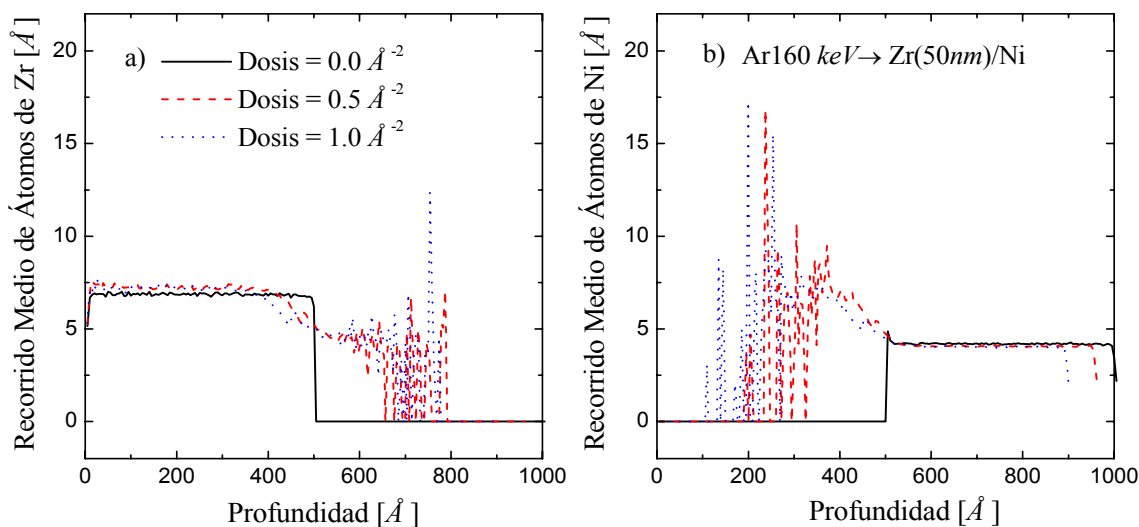 Recorrido Medio de Átomos de Zr [Å]
20
15
10
5
0
a)
Dosis = 0.0 Å⁻²
Dosis = 0.5 Å⁻²
Dosis = 1.0 Å⁻²
0 200 400 600 800 1000
Profundidad [Å]
Recorrido Medio de Átomos de Ni [Å]
20
15
10
5
0
b) Ar160 keV→ Zr(50nm)/Ni
0 200 400 600 800 1000
Profundidad [Å]